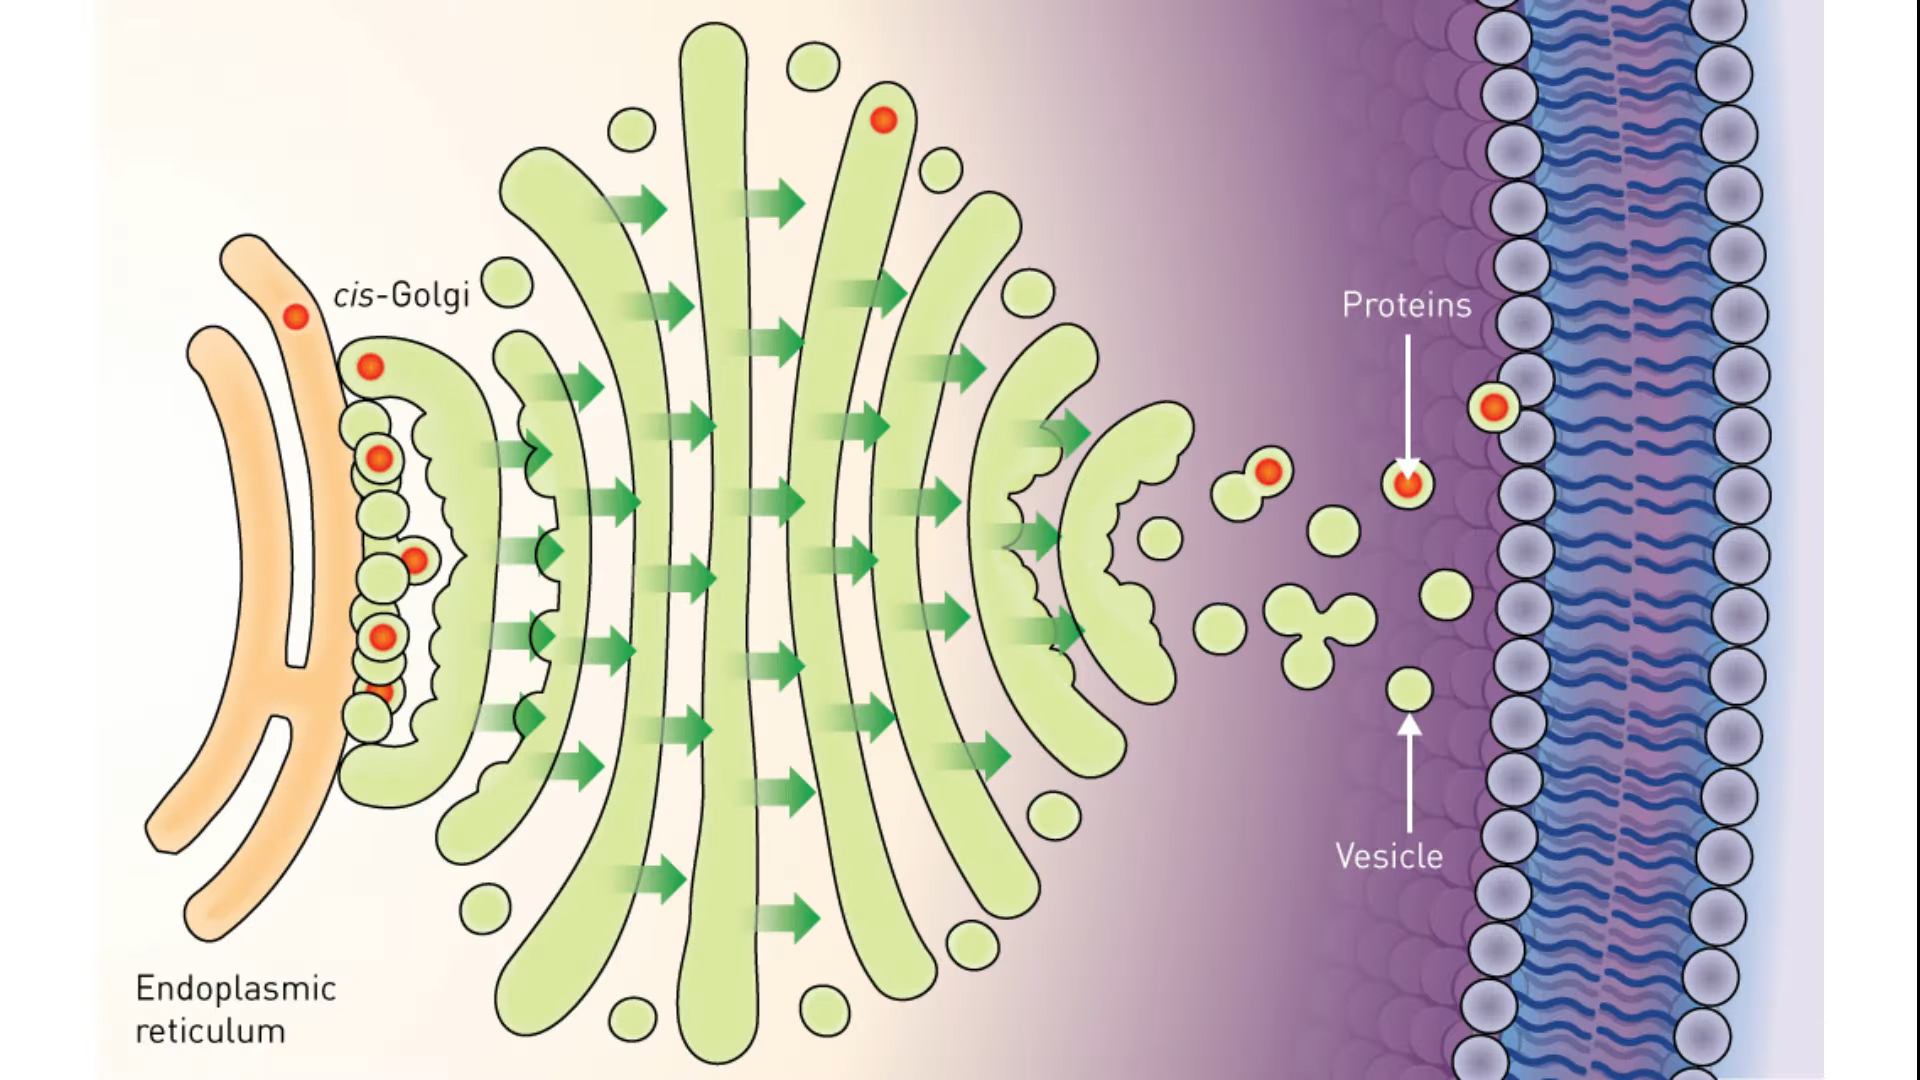 cis-Golgi
Proteins
Vesicle
Endoplasmic
reticulum